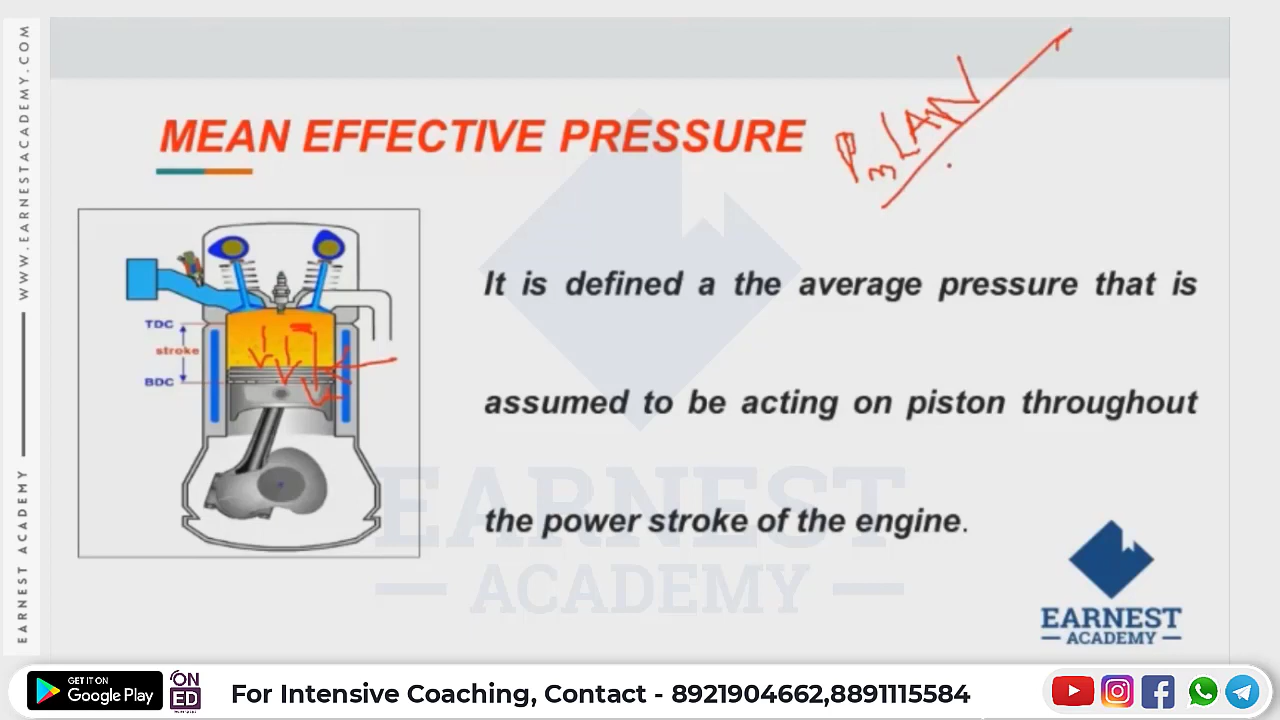 MEAN EFFECTIVE PRESSURE
PmLAN
TDC
stroke
BDC
It is defined a the average pressure that is
assumed to be acting on piston throughout
the power stroke of the engine.
EARNEST
ACADEMY
EARNEST
ACADEMY
EARNEST ACADEMY
WWW.EARNESTACADEMY.COM
GET IT ON
Google Play
ON
ED
For Intensive Coaching, Contact - 8921904662,8891115584